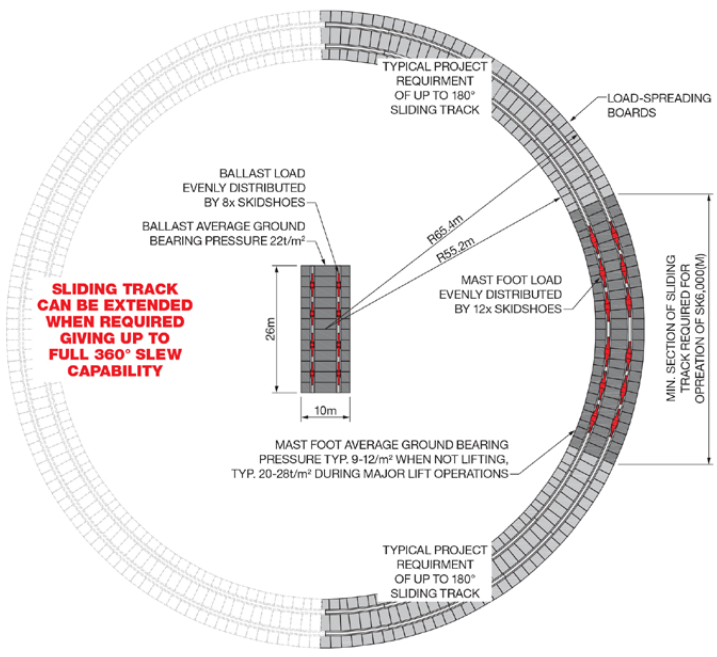 TYPICAL PROJECT
REQUIRMENT
OF UP TO 180°
SLIDING TRACK
LOAD-SPREADING
BOARDS
BALLAST LOAD
EVENLY DISTRIBUTED
BY 8x SKIDSHOES
BALLAST AVERAGE GROUND
BEARING PRESSURE 22t/m²
R65.4m
R55.2m
SLIDING TRACK
CAN BE EXTENDED
WHEN REQUIRED
GIVING UP TO
FULL 360° SLEW
CAPABILITY
26m
10m
MAST FOOT LOAD
EVENLY DISTRIBUTED
BY 12x SKIDSHOES
MIN. SECTION OF SLIDING
TRACK REQUIRED FOR
OPREATION OF SK6,000(M)
MAST FOOT AVERAGE GROUND BEARING
PRESSURE TYP. 9-12/m² WHEN NOT LIFTING,
TYP. 20-28t/m² DURING MAJOR LIFT OPERATIONS
TYPICAL PROJECT
REQUIRMENT
OF UP TO 180°
SLIDING TRACK